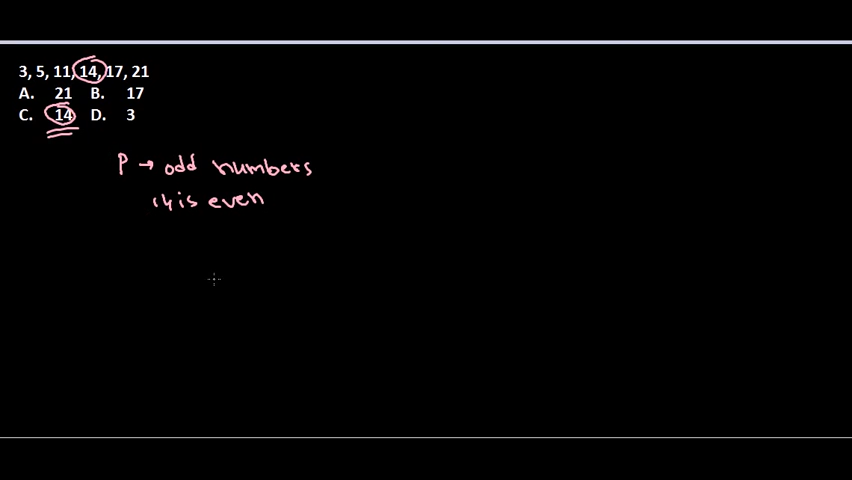 3, 5, 11, 14, 17, 21
A. 21 B. 17
C. 14 D. 3
P → odd numbers
14 is even